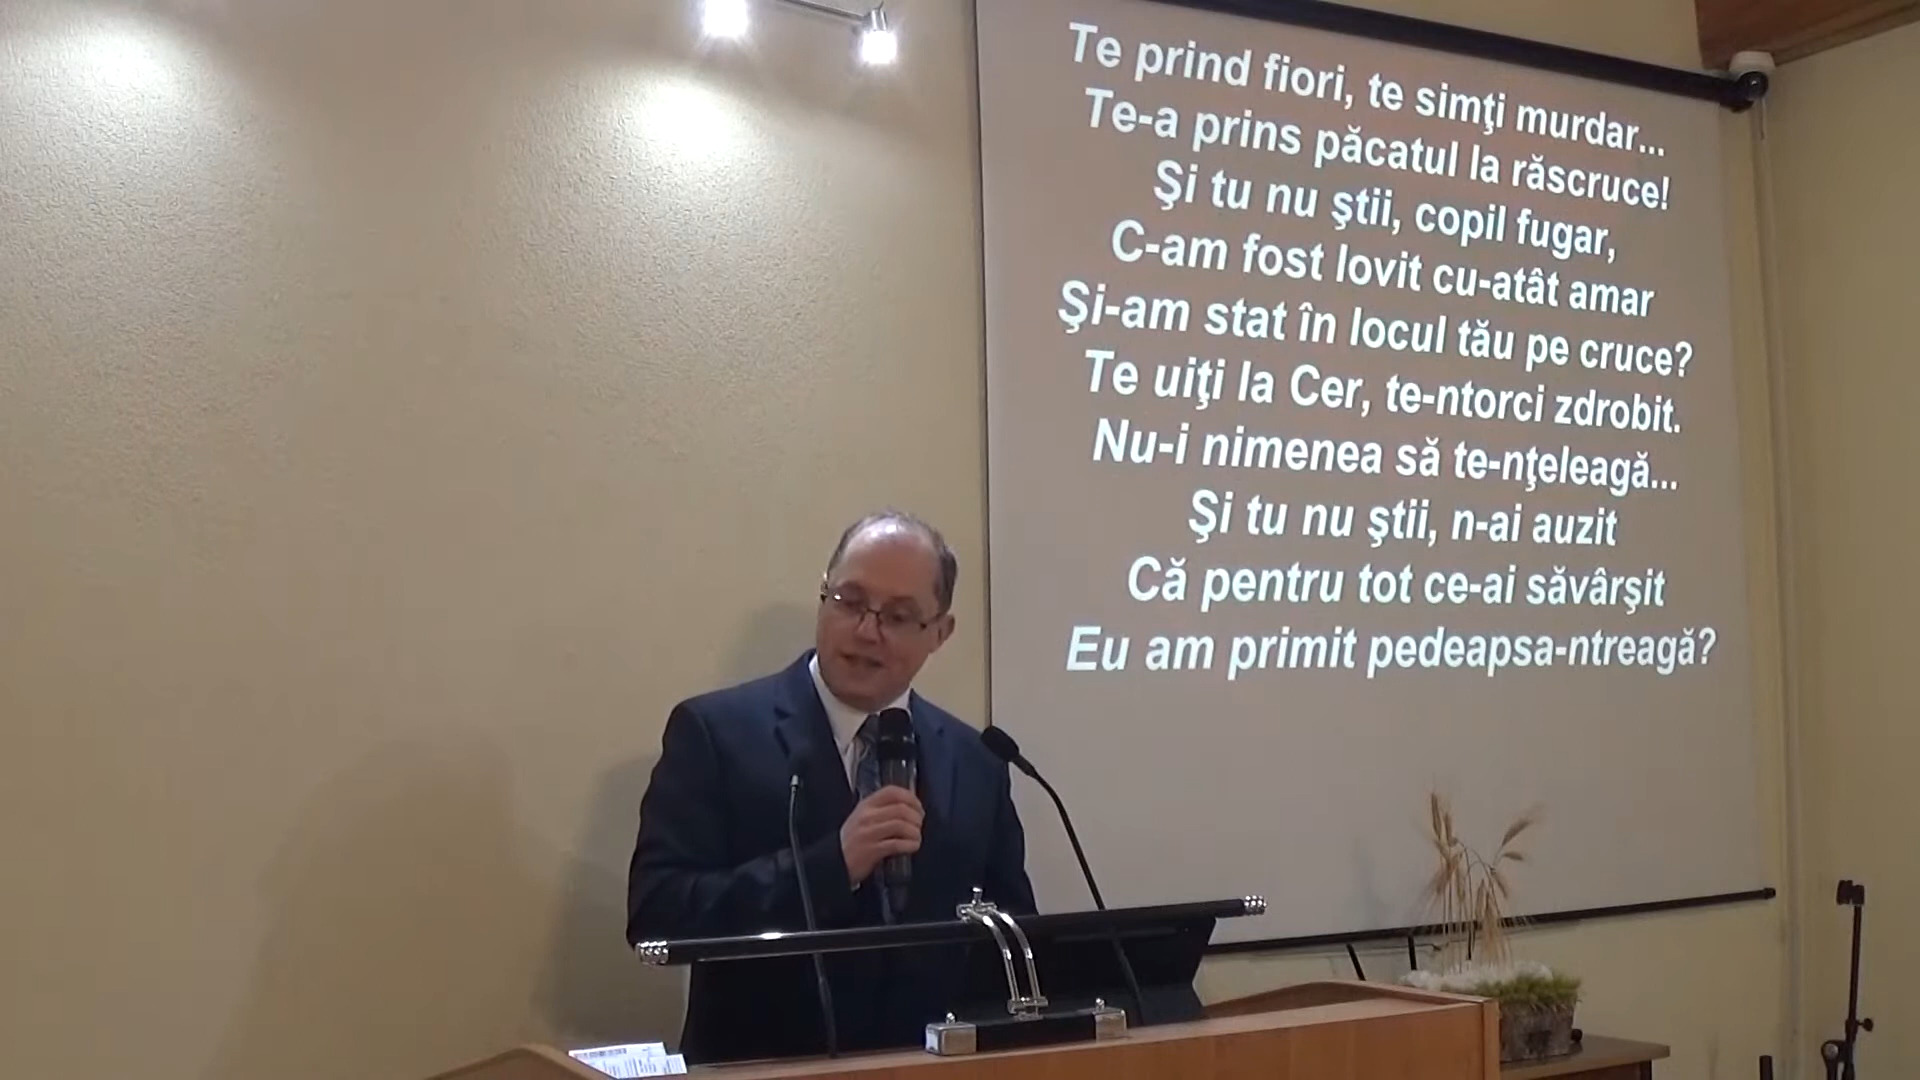 Te prind fiori, te simţi murdar...
Te-a prins păcatul la răscruce!
Şi tu nu ştii, copil fugar,
C-am fost lovit cu-atât amar
Şi-am stat în locul tău pe cruce?
Te uiţi la Cer, te-ntorci zdrobit.
Nu-i nimenea să te-nţeleagă...
Şi tu nu ştii, n-ai auzit
Că pentru tot ce-ai săvârşit
Eu am primit pedeapsa-ntreagă?